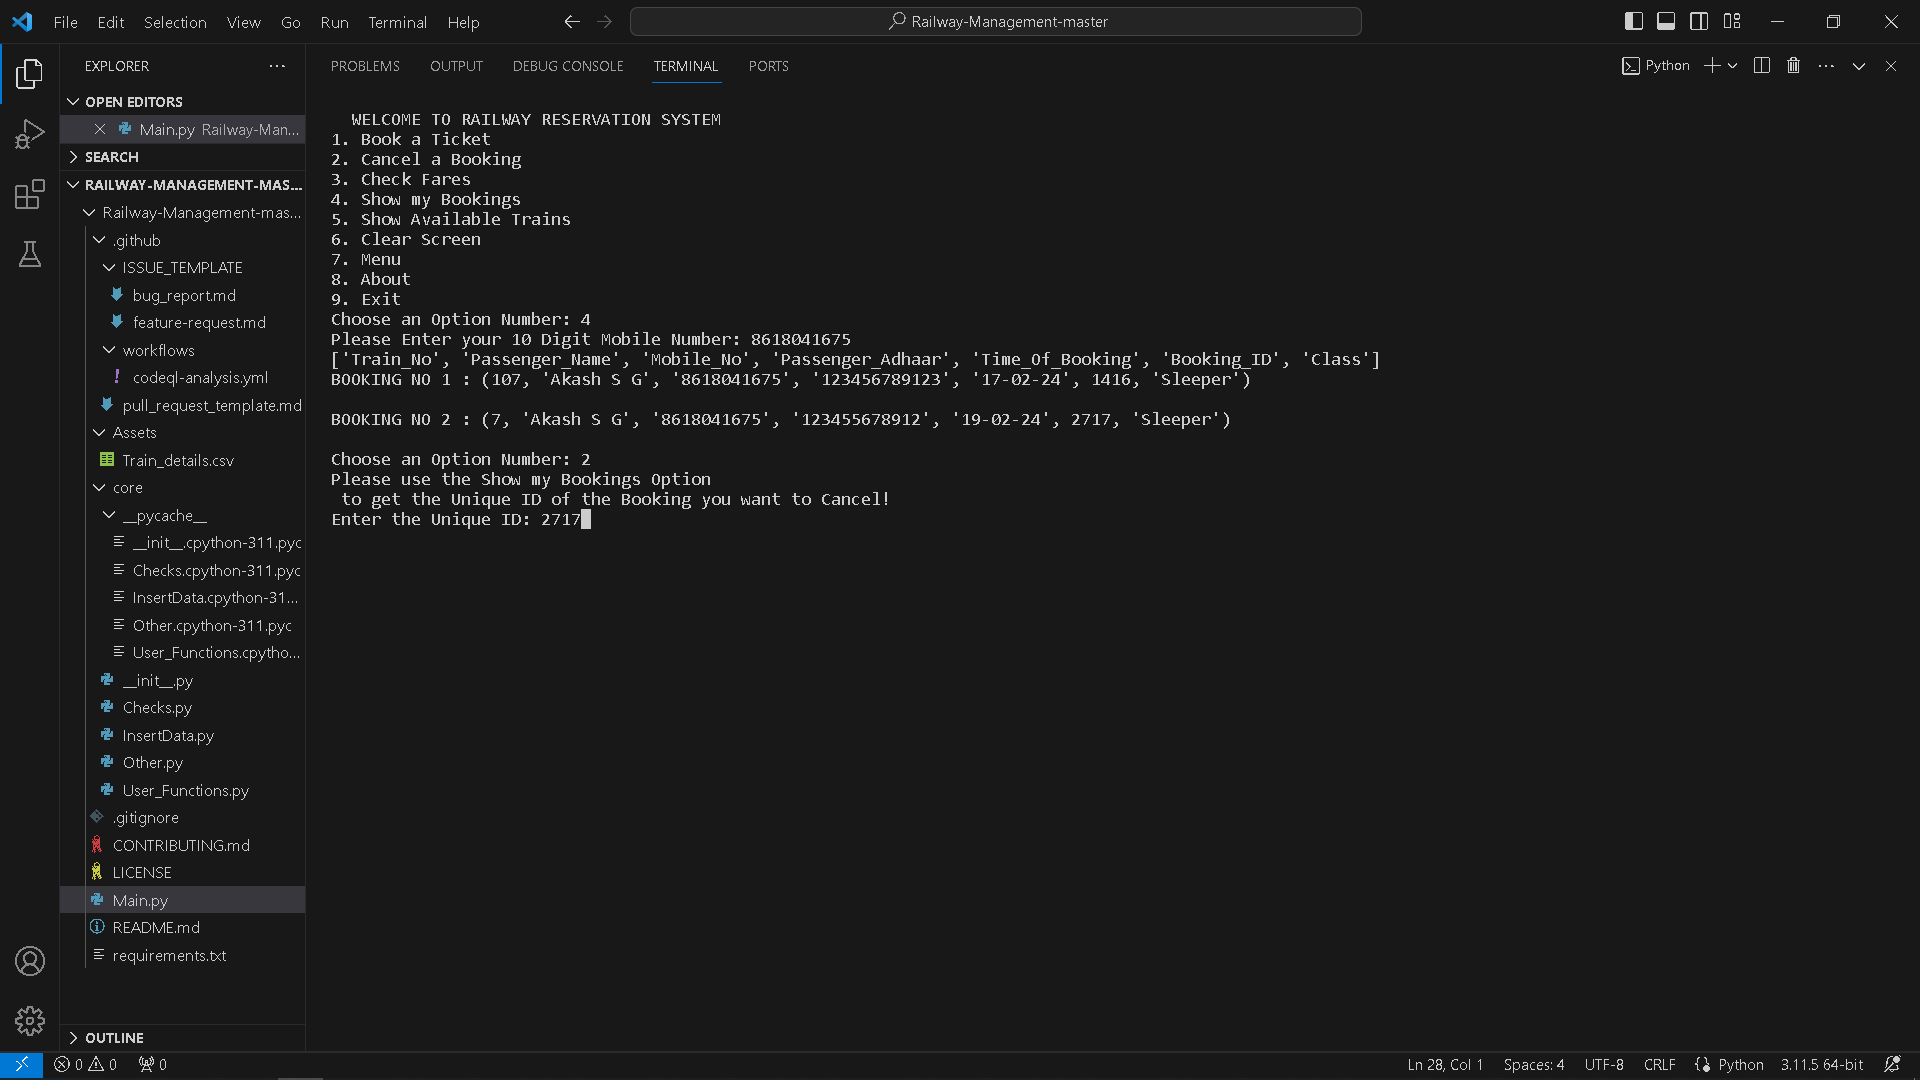 File Edit Selection View Go Run Terminal Help
Railway-Management-master
EXPLORER
OPEN EDITORS
Main.py Railway-Man...
SEARCH
RAILWAY-MANAGEMENT-MAS...
Railway-Management-mas...
.github
ISSUE_TEMPLATE
bug_report.md
feature-request.md
workflows
codeql-analysis.yml
pull_request_template.md
Assets
Train_details.csv
core
__pycache__
__init__.cpython-311.pyc
Checks.cpython-311.pyc
InsertData.cpython-31...
Other.cpython-311.pyc
User_Functions.cpytho...
__init__.py
Checks.py
InsertData.py
Other.py
User_Functions.py
.gitignore
CONTRIBUTING.md
LICENSE
Main.py
README.md
requirements.txt
OUTLINE
PROBLEMS OUTPUT DEBUG CONSOLE TERMINAL PORTS
Python
WELCOME TO RAILWAY RESERVATION SYSTEM
1. Book a Ticket
2. Cancel a Booking
3. Check Fares
4. Show my Bookings
5. Show Available Trains
6. Clear Screen
7. Menu
8. About
9. Exit
Choose an Option Number: 4
Please Enter your 10 Digit Mobile Number: 8618041675
['Train_No', 'Passenger_Name', 'Mobile_No', 'Passenger_Adhaar', 'Time_Of_Booking', 'Booking_ID', 'Class']
BOOKING NO 1 : (107, 'Akash S G', '8618041675', '123456789123', '17-02-24', 1416, 'Sleeper')
BOOKING NO 2 : (7, 'Akash S G', '8618041675', '123455678912', '19-02-24', 2717, 'Sleeper')
Choose an Option Number: 2
Please use the Show my Bookings Option
to get the Unique ID of the Booking you want to Cancel!
Enter the Unique ID: 2717
0 0 0
Ln 28, Col 1 Spaces: 4 UTF-8 CRLF Python 3.11.5 64-bit